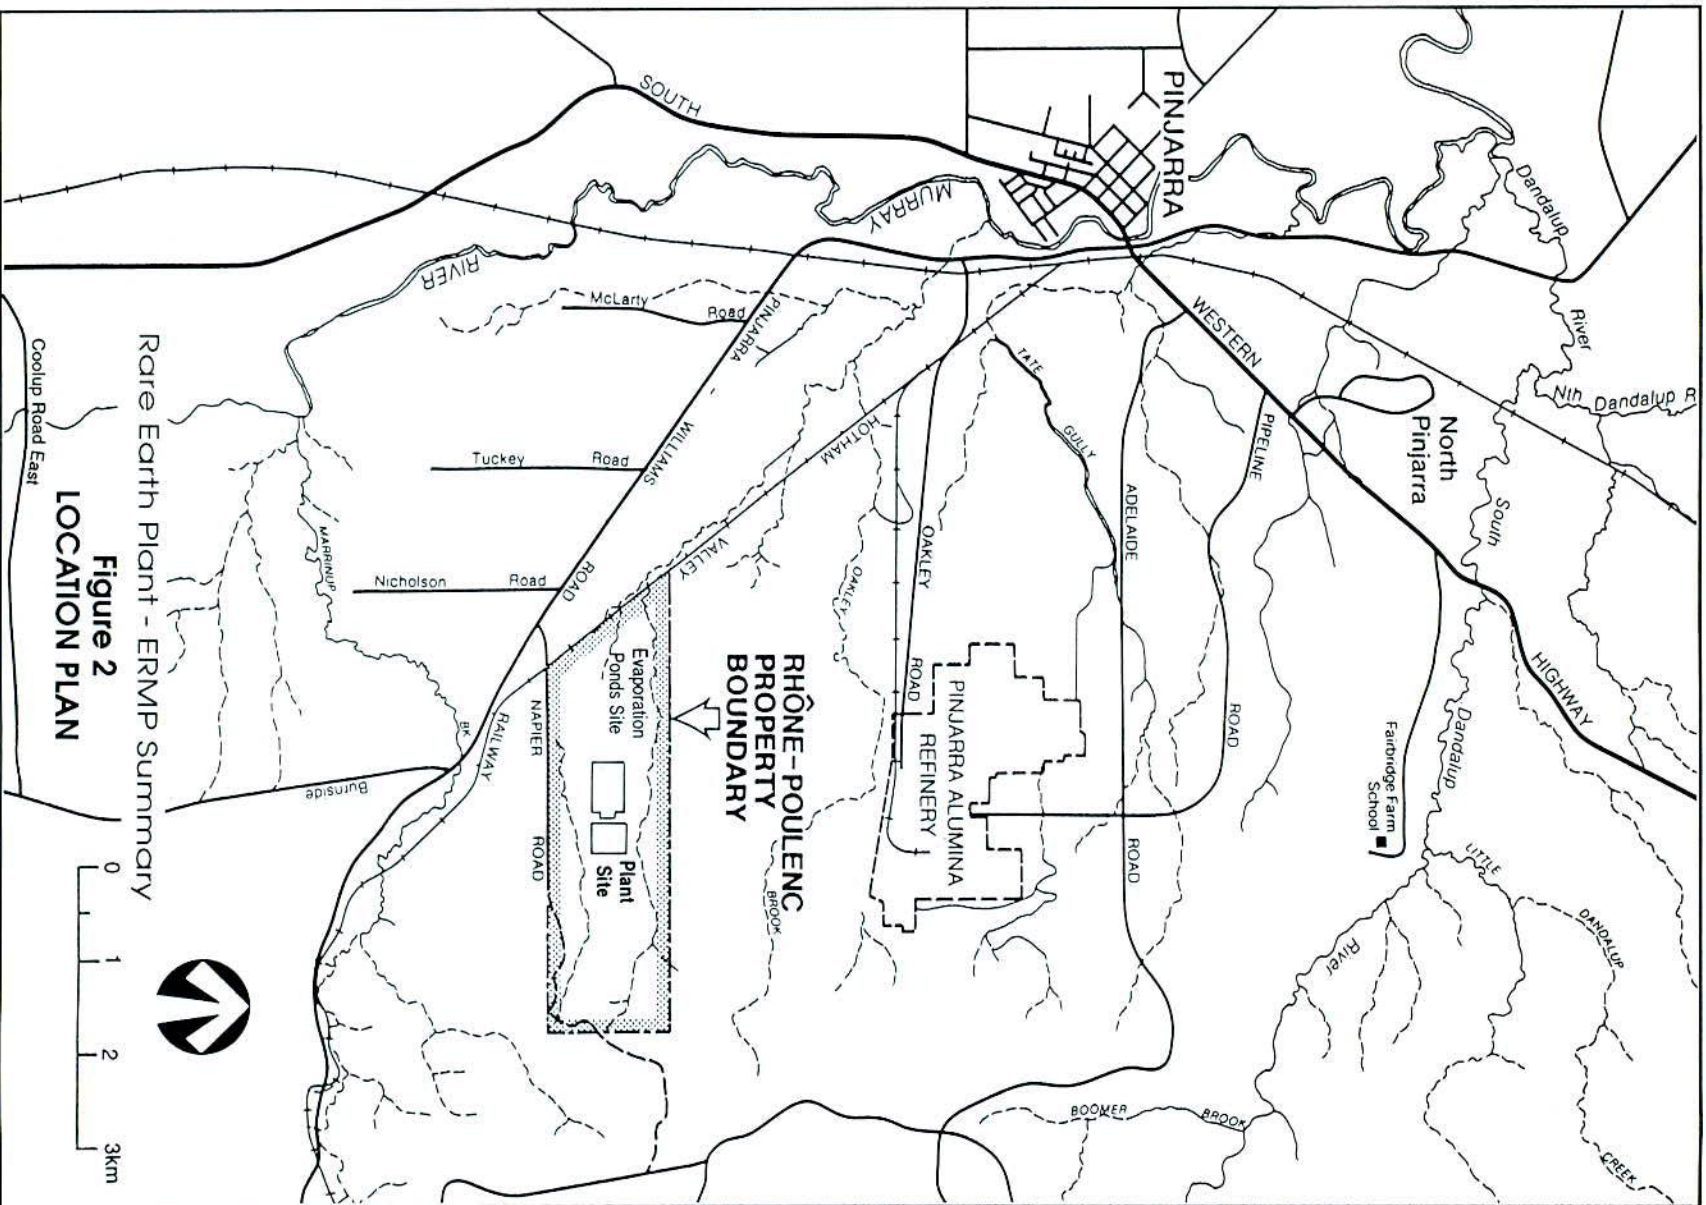 PINJARRA
SOUTH
WESTERN
HIGHWAY
MURRAY
RIVER
Dandalup
River
Nth Dandalup R
North
Pinjarra
South
Dandalup
River
Fairbridge Farm
School
LITTLE
DANDALUP
CREEK
BOOMER
BROOK
PIPELINE
ROAD
ADELAIDE
ROAD
TATE
GULLY
OAKLEY
ROAD
OAKLEY
BROOK
PINJARRA ALUMINA
REFINERY
RHÔNE-POULENC
PROPERTY
BOUNDARY
Evaporation
Ponds Site
Plant
Site
HOTHAM
VALLEY
RAILWAY
PINJARRA
WILLIAMS
ROAD
McLarty
Road
Tuckey Road
Nicholson Road
NAPIER
ROAD
MARRINUP
BK
Burnside
Coolup Road East
Rare Earth Plant - ERMP Summary
Figure 2
LOCATION PLAN
0 1 2 3km